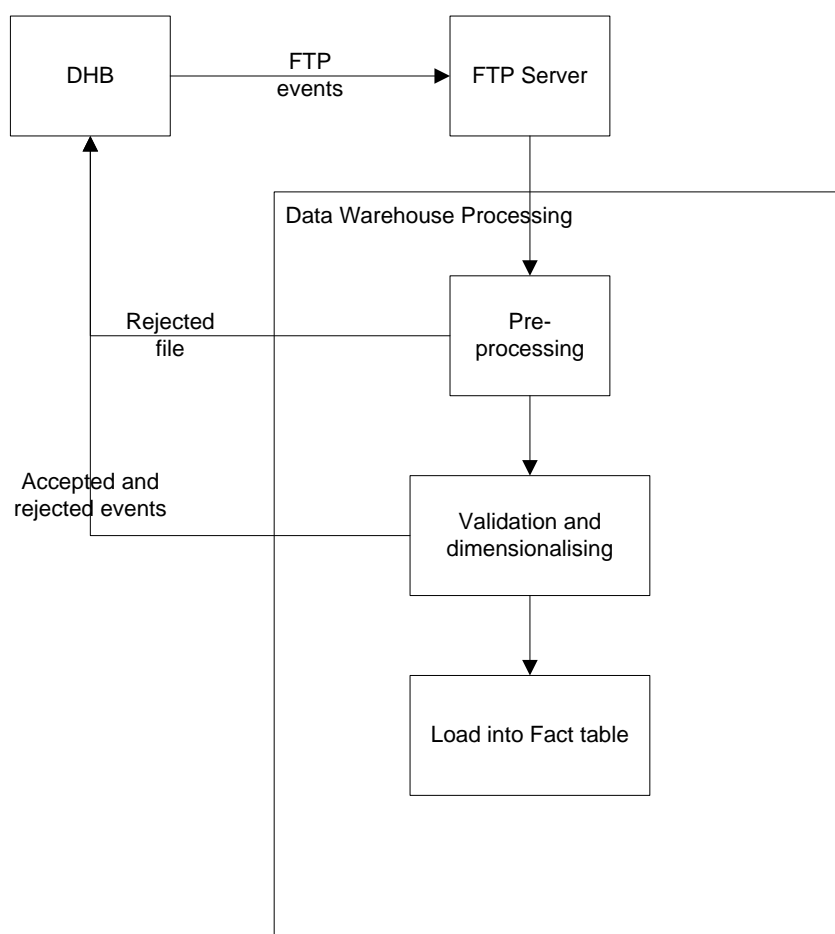 DHB
FTP
events
FTP Server
Data Warehouse Processing
Rejected
file
Pre-
processing
Accepted and
rejected events
Validation and
dimensionalising
Load into Fact table